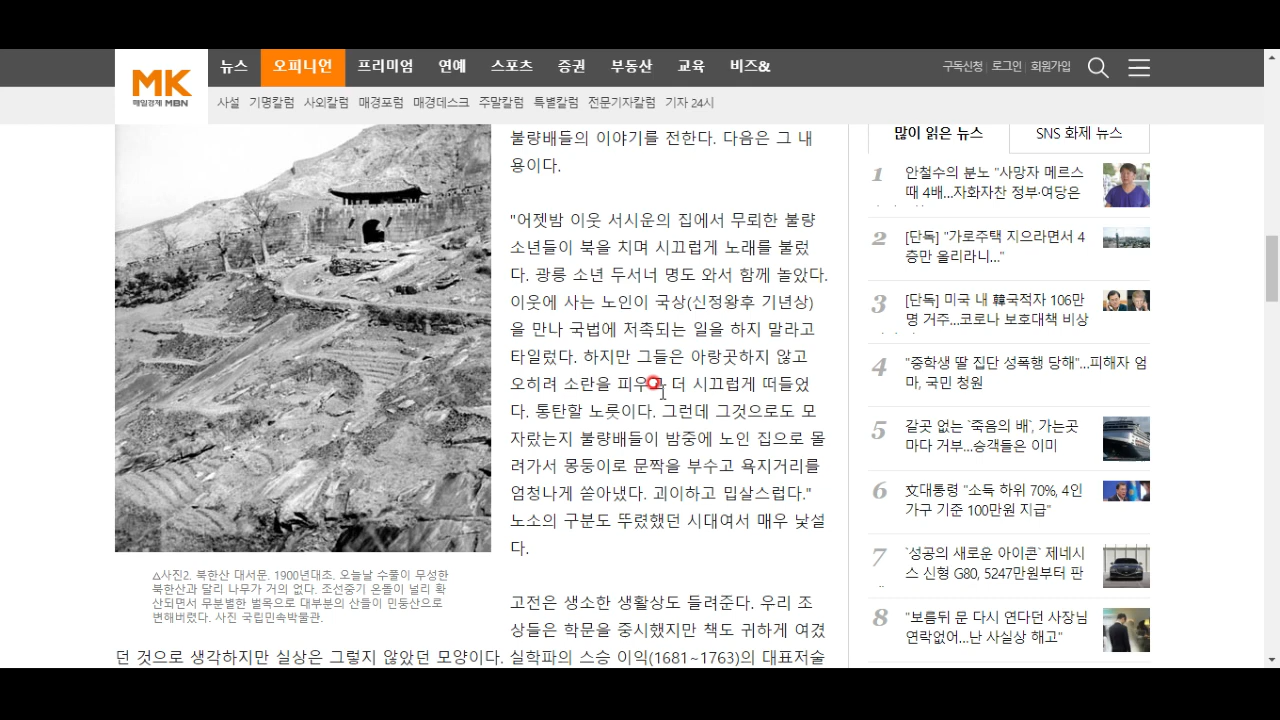 MK
매일경제 MBN
뉴스 오피니언 프리미엄 연예 스포츠 증권 부동산 교육 비즈&
구독신청 로그인 회원가입
사설 기명칼럼 사외칼럼 매경포럼 매경데스크 주말칼럼 특별칼럼 전문기자칼럼 기자 24시
불량배들의 이야기를 전한다. 다음은 그 내
용이다.
"어젯밤 이웃 서시운의 집에서 무뢰한 불량
소년들이 북을 치며 시끄럽게 노래를 불렀
다. 광릉 소년 두서너 명도 와서 함께 놀았다.
이웃에 사는 노인이 국상(신정왕후 기년상)
을 만나 국법에 저촉되는 일을 하지 말라고
타일렀다. 하지만 그들은 아랑곳하지 않고
오히려 소란을 피우 더 시끄럽게 떠들었
다. 통탄할 노릇이다. 그런데 그것으로도 모
자랐는지 불량배들이 밤중에 노인 집으로 몰
려가서 몽둥이로 문짝을 부수고 욕지거리를
엄청나게 쏟아냈다. 괴이하고 밉살스럽다."
노소의 구분도 뚜렸했던 시대여서 매우 낯설
다.
고전은 생소한 생활상도 들려준다. 우리 조
상들은 학문을 중시했지만 책도 귀하게 여겼
던 것으로 생각하지만 실상은 그렇지 않았던 모양이다. 실학파의 스승 이익(1681~1763)의 대표저술
△사진2. 북한산 대서문. 1900년대초. 오늘날 수풀이 무성한
북한산과 달리 나무가 거의 없다. 조선중기 온돌이 널리 확
산되면서 무분별한 벌목으로 대부분의 산들이 민둥산으로
변해버렸다. 사진 국립민속박물관.
많이 읽은 뉴스 SNS 화제 뉴스
1 안철수의 분노 "사망자 메르스
때 4배...자화자찬 정부·여당은
2 [단독] "가로주택 지으라면서 4
층만 올리라니..."
3 [단독] 미국 내 韓국적자 106만
명 거주...코로나 보호대책 비상
4 "중학생 딸 집단 성폭행 당해"...피해자 엄
마, 국민 청원
5 갈곳 없는 `죽음의 배`, 가는곳
마다 거부...승객들은 이미
6 文대통령 "소득 하위 70%, 4인
가구 기준 100만원 지급"
7 `성공의 새로운 아이콘` 제네시
스 신형 G80, 5247만원부터 판
8 "보름뒤 문 다시 연다던 사장님
연락없어...난 사실상 해고"